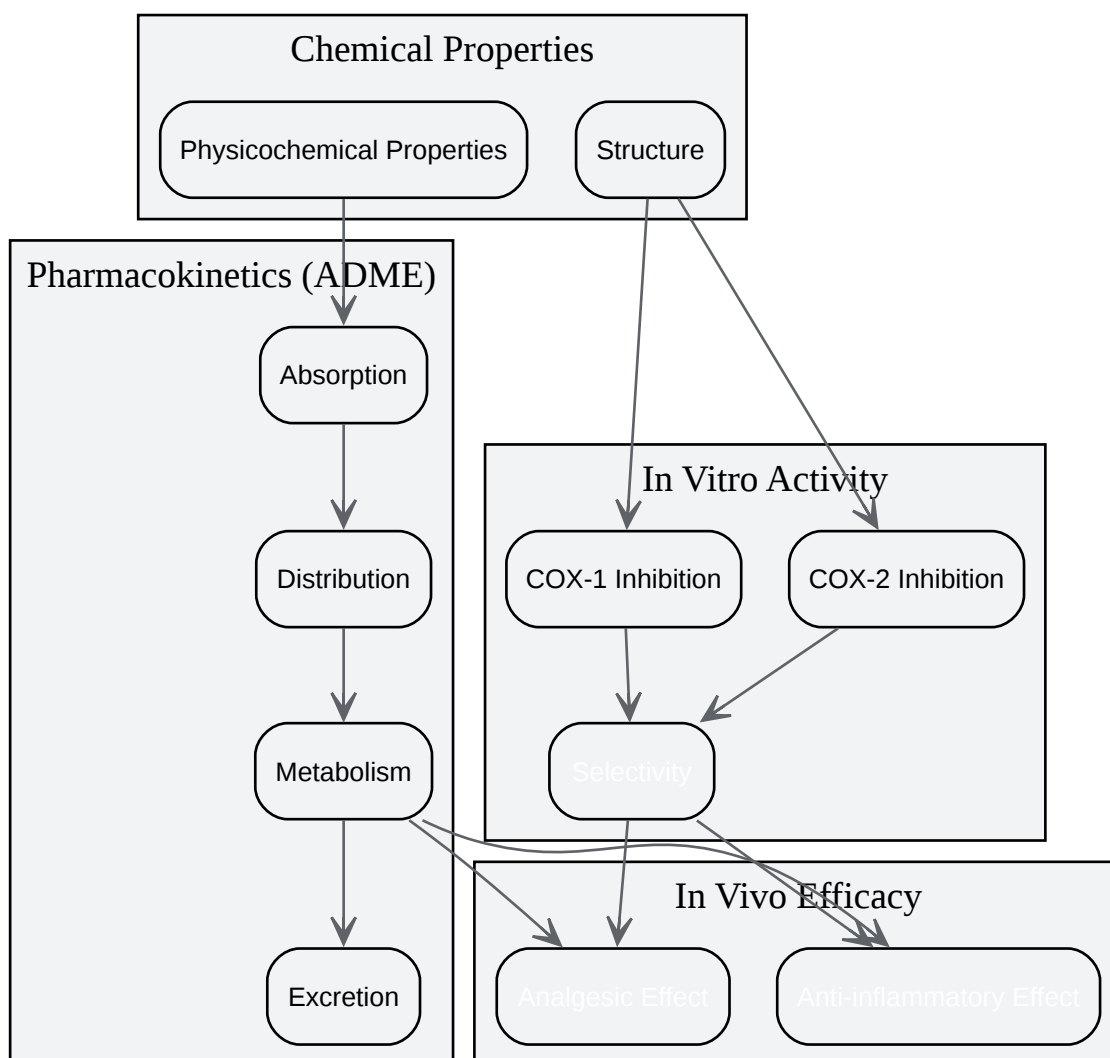 Chemical Properties
Physicochemical Properties
Structure
Pharmacokinetics (ADME)
Absorption
Distribution
Metabolism
Excretion
In Vitro Activity
COX-1 Inhibition
COX-2 Inhibition
Selectivity
In Vivo Efficacy
Analgesic Effect
Anti-inflammatory Effect